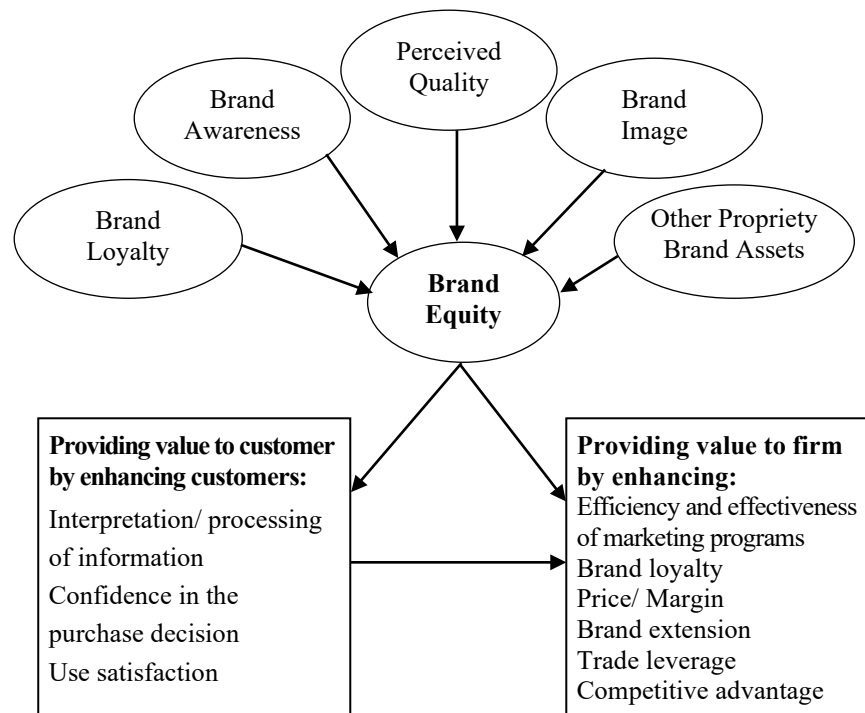 Perceived
Quality
Brand
Awareness
Brand
Image
Brand
Loyalty
Other Propriety
Brand Assets
Brand
Equity
Providing value to customer
by enhancing customers:
Interpretation/ processing
of information
Confidence in the
purchase decision
Use satisfaction
Providing value to firm
by enhancing:
Efficiency and effectiveness
of marketing programs
Brand loyalty
Price/ Margin
Brand extension
Trade leverage
Competitive advantage